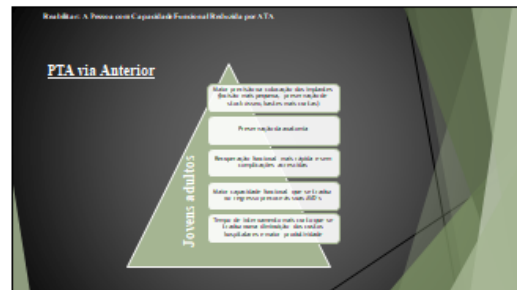 Reabilitar: A Pessoa com Capacidade Funcional Reduzida por ATA
PTA via Anterior
Maior precisão na colocação dos implantes
(incisão mais pequena, preservação de
stock ósseo, hastes mais curtas)
Preservação da anatomia
Recuperação funcional mais rápida e sem
complicações acrescidas
Maior capacidade funcional que se traduz
no regresso precoce às suas AVD's
Tempo de internamento mais curto que se
traduz numa diminuição dos custos
hospitalares e maior produtividade
Jovens adultos